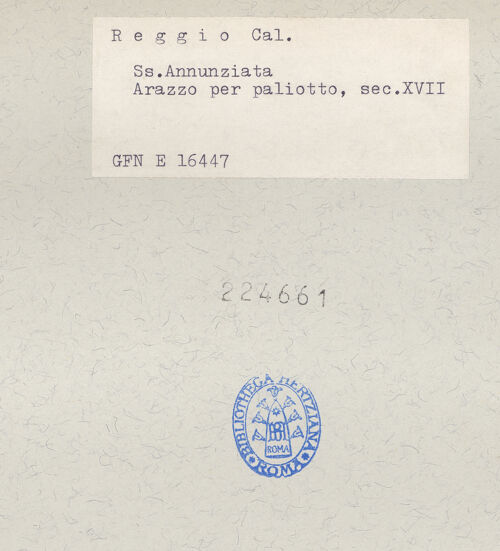 Reggio Cal.
Ss.Annunziata
Arazzo per paliotto, sec.XVII
GFN E 16447
224661
BIBLIOTHECA HERTZIANA
ROMA
ROMA